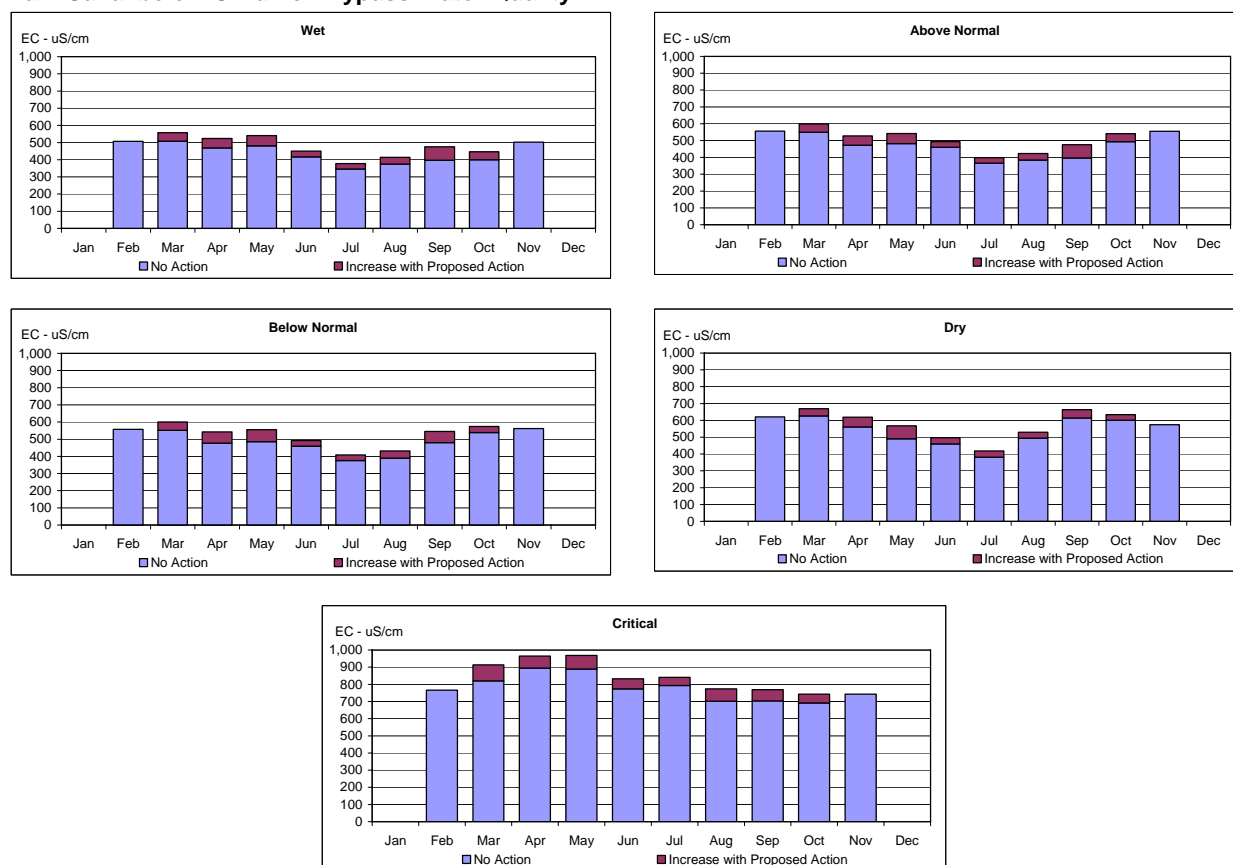 Wet
EC - uS/cm
1,000
900
800
700
600
500
400
300
200
100
0
Jan Feb Mar Apr May Jun Jul Aug Sep Oct Nov Dec
No Action Increase with Proposed Action
Above Normal
EC - uS/cm
1,000
900
800
700
600
500
400
300
200
100
0
Jan Feb Mar Apr May Jun Jul Aug Sep Oct Nov Dec
No Action Increase with Proposed Action
Below Normal
EC - uS/cm
1,000
900
800
700
600
500
400
300
200
100
0
Jan Feb Mar Apr May Jun Jul Aug Sep Oct Nov Dec
No Action Increase with Proposed Action
Dry
EC - uS/cm
1,000
900
800
700
600
500
400
300
200
100
0
Jan Feb Mar Apr May Jun Jul Aug Sep Oct Nov Dec
No Action Increase with Proposed Action
Critical
EC - uS/cm
1,000
900
800
700
600
500
400
300
200
100
0
Jan Feb Mar Apr May Jun Jul Aug Sep Oct Nov Dec
No Action Increase with Proposed Action